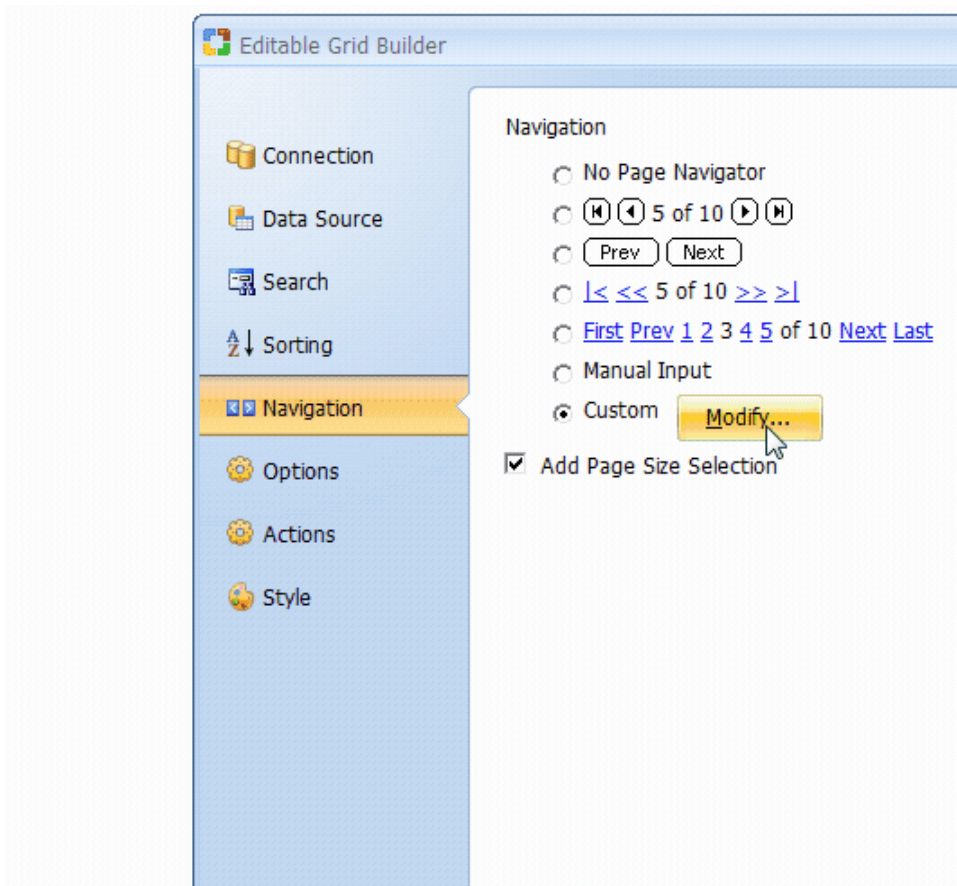 Editable Grid Builder
Connection
Data Source
Search
Sorting
Navigation
Options
Actions
Style
Navigation
No Page Navigator
5 of 10
Prev Next
|< << 5 of 10 >> >|
First Prev 1 2 3 4 5 of 10 Next Last
Manual Input
Custom Modify...
Add Page Size Selection